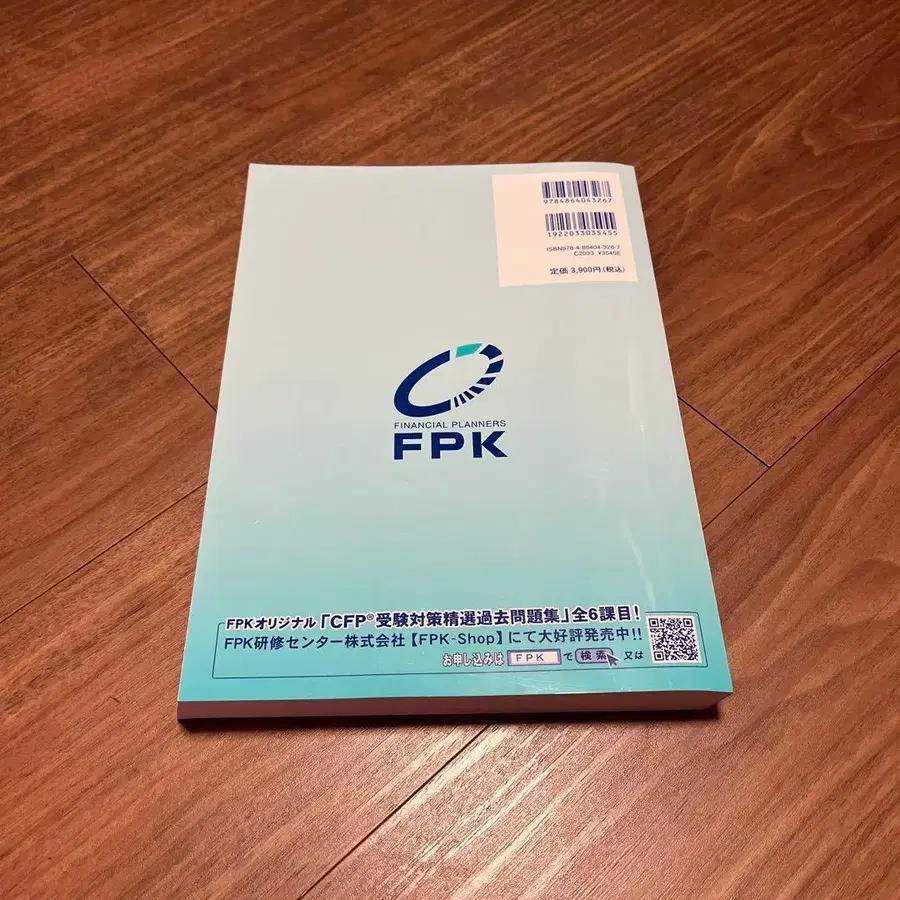 9784864043267
1922033035455
ISBN978-4-86404-326-7
C2033 ¥3545E
定価 3,900円(税込)
FINANCIAL PLANNERS
FPK
FPKオリジナル「CFP®受験対策精選過去問題集」全6課目!
FPK研修センター株式会社【FPK-Shop】にて大好評発売中!!
お申し込みは FPK で 検索 又は